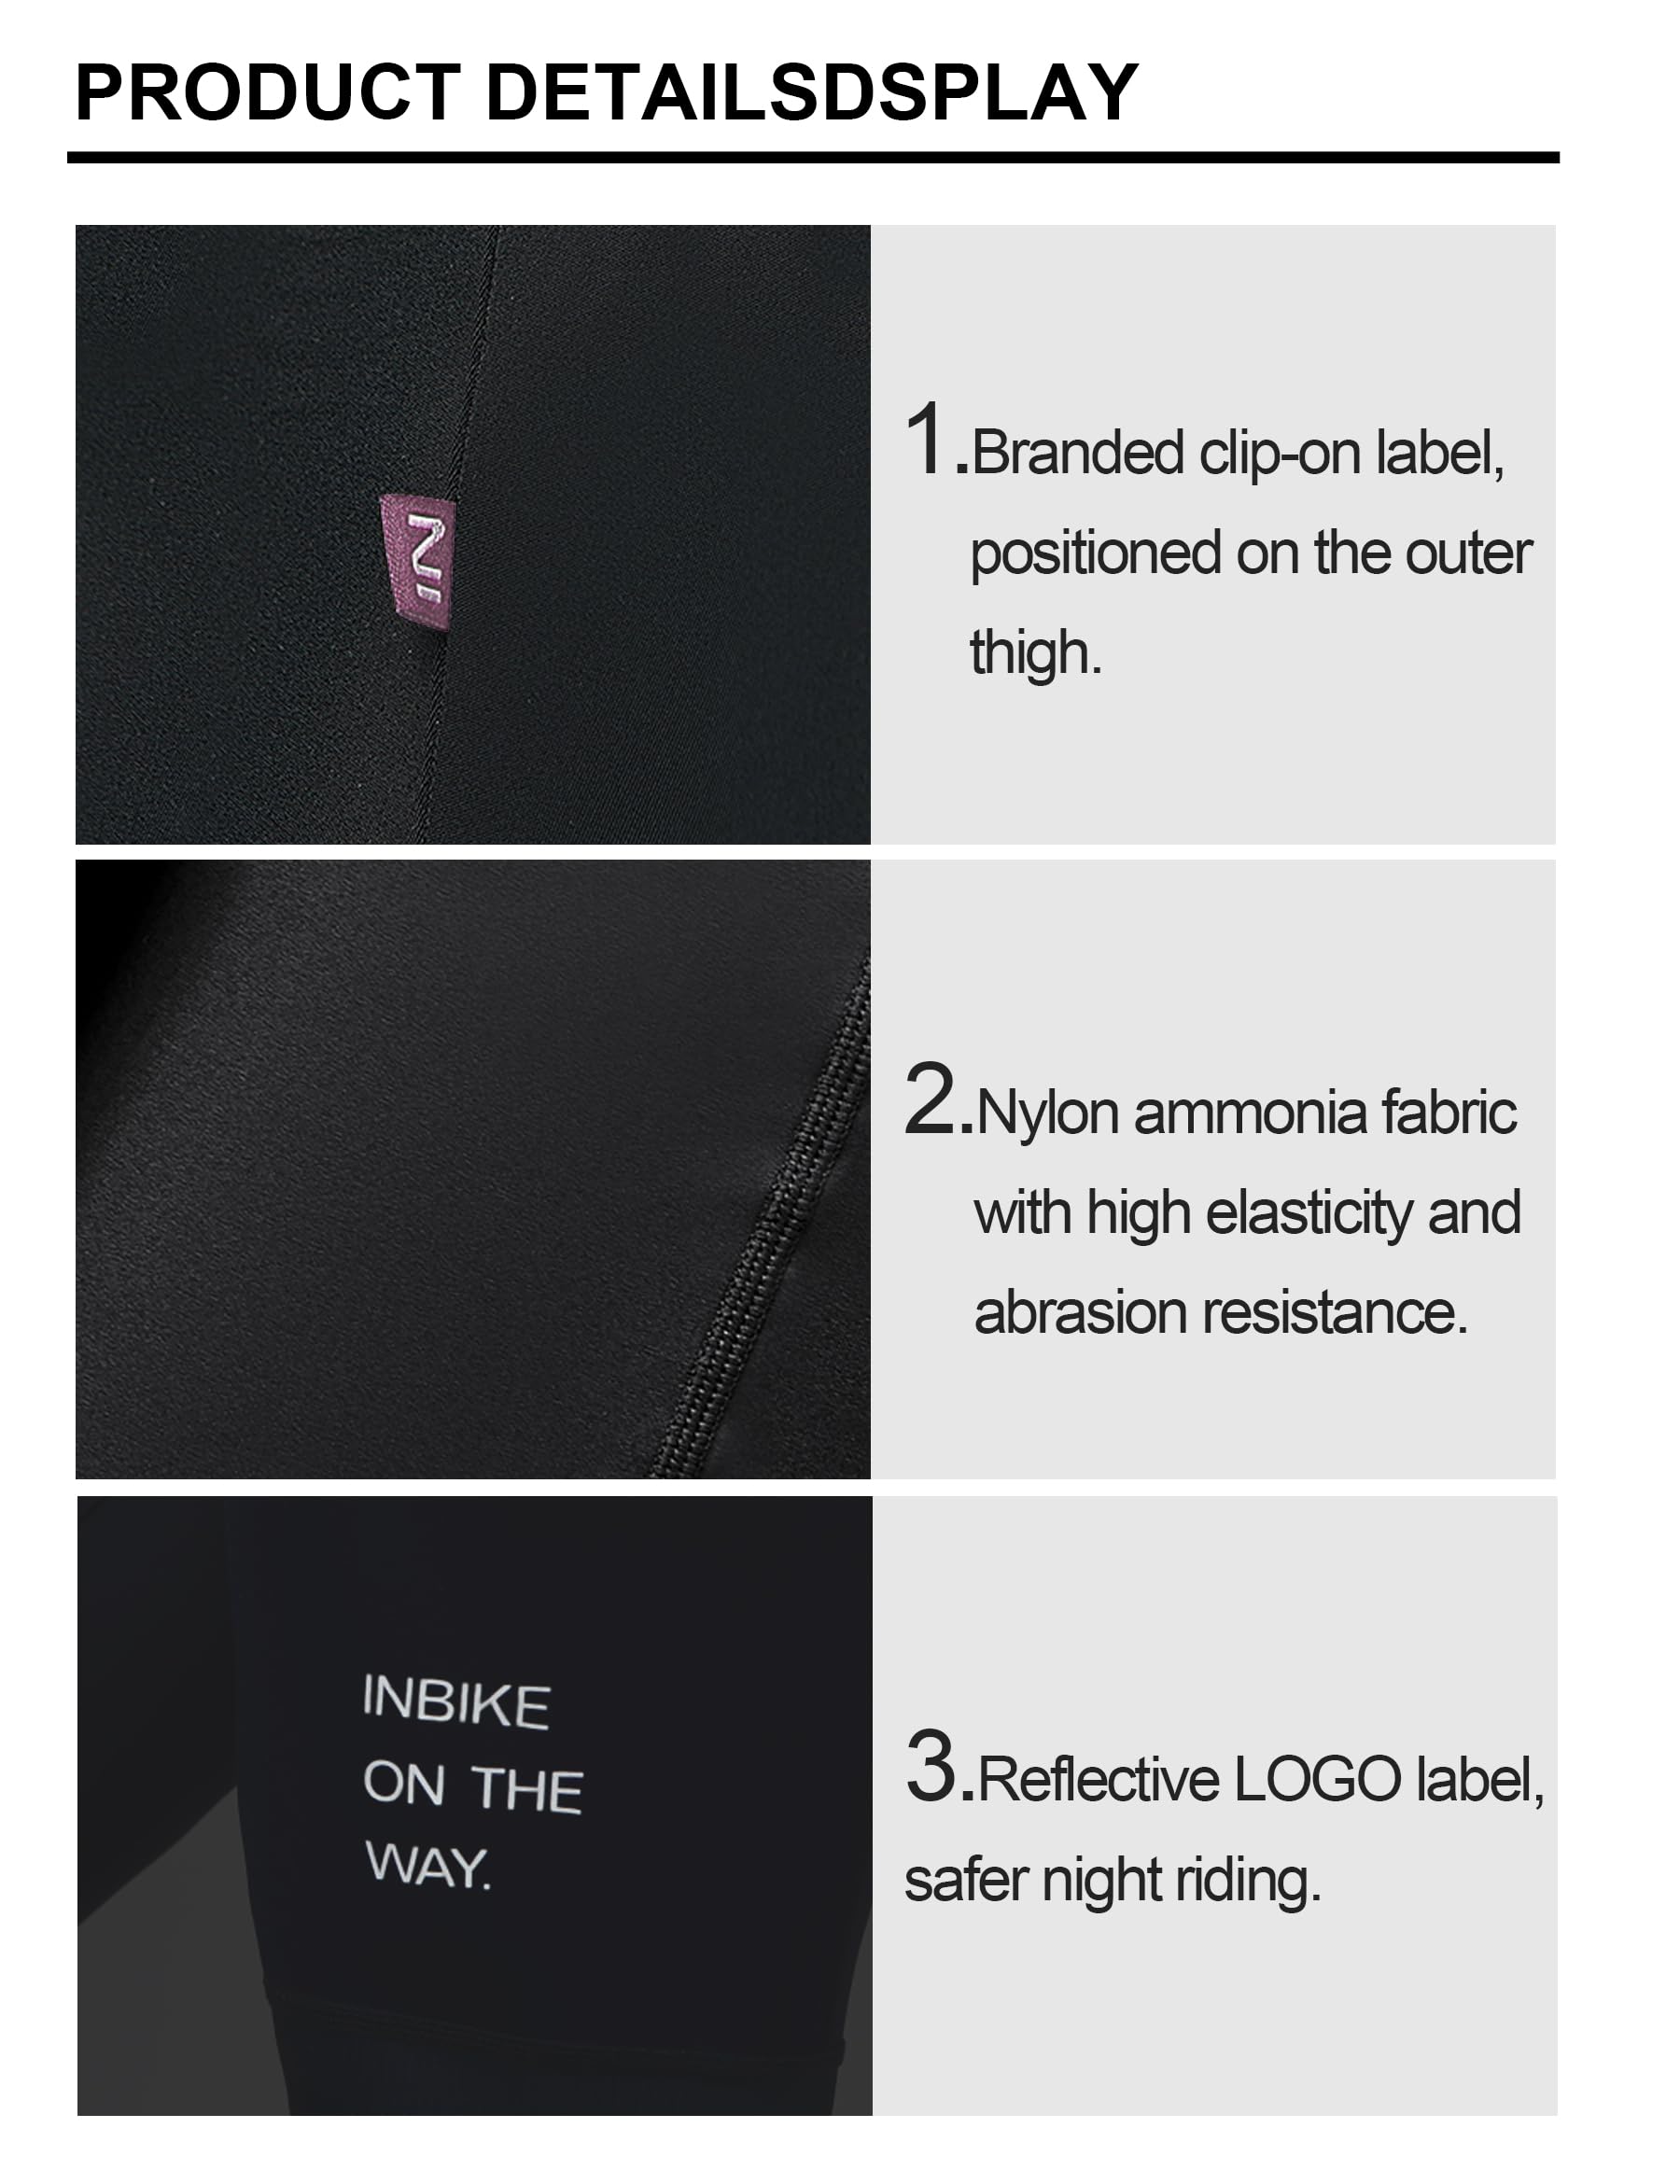 PRODUCT DETAILSDSPLAY
1.Branded clip-on label,
positioned on the outer
thigh.
2.Nylon ammonia fabric
with high elasticity and
abrasion resistance.
INBIKE
ON THE
WAY.
3.Reflective LOGO label,
safer night riding.